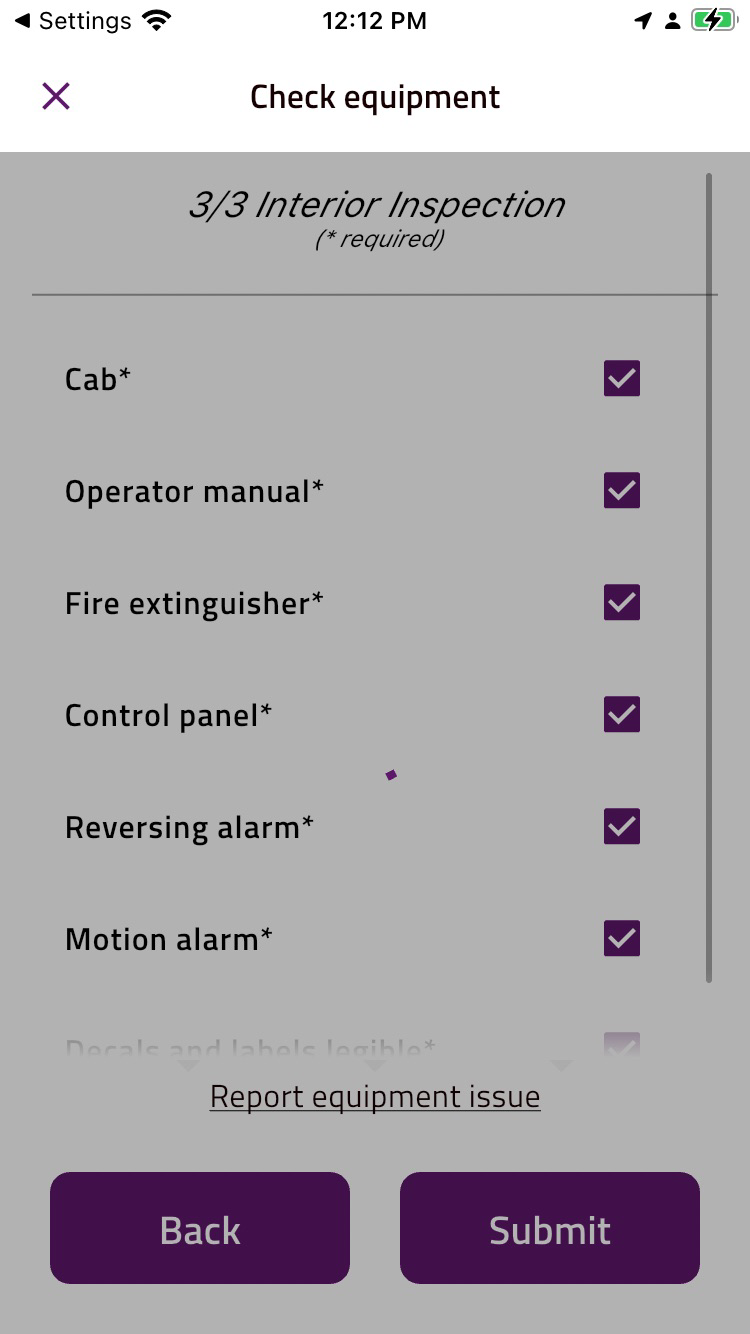 Settings
12:12 PM
Check equipment
3/3 Interior Inspection
(* required)
Cab*
Operator manual*
Fire extinguisher*
Control panel*
Reversing alarm*
Motion alarm*
Decals and labels legible*
Report equipment issue
Back
Submit